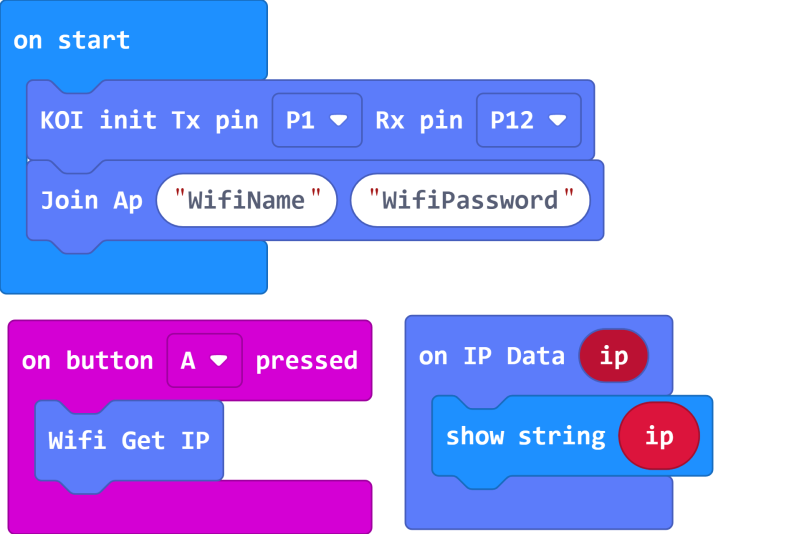 on start
KOI init Tx pin P1 Rx pin P12
Join Ap "WifiName" "WifiPassword"
on button A pressed
Wifi Get IP
on IP Data ip
show string ip